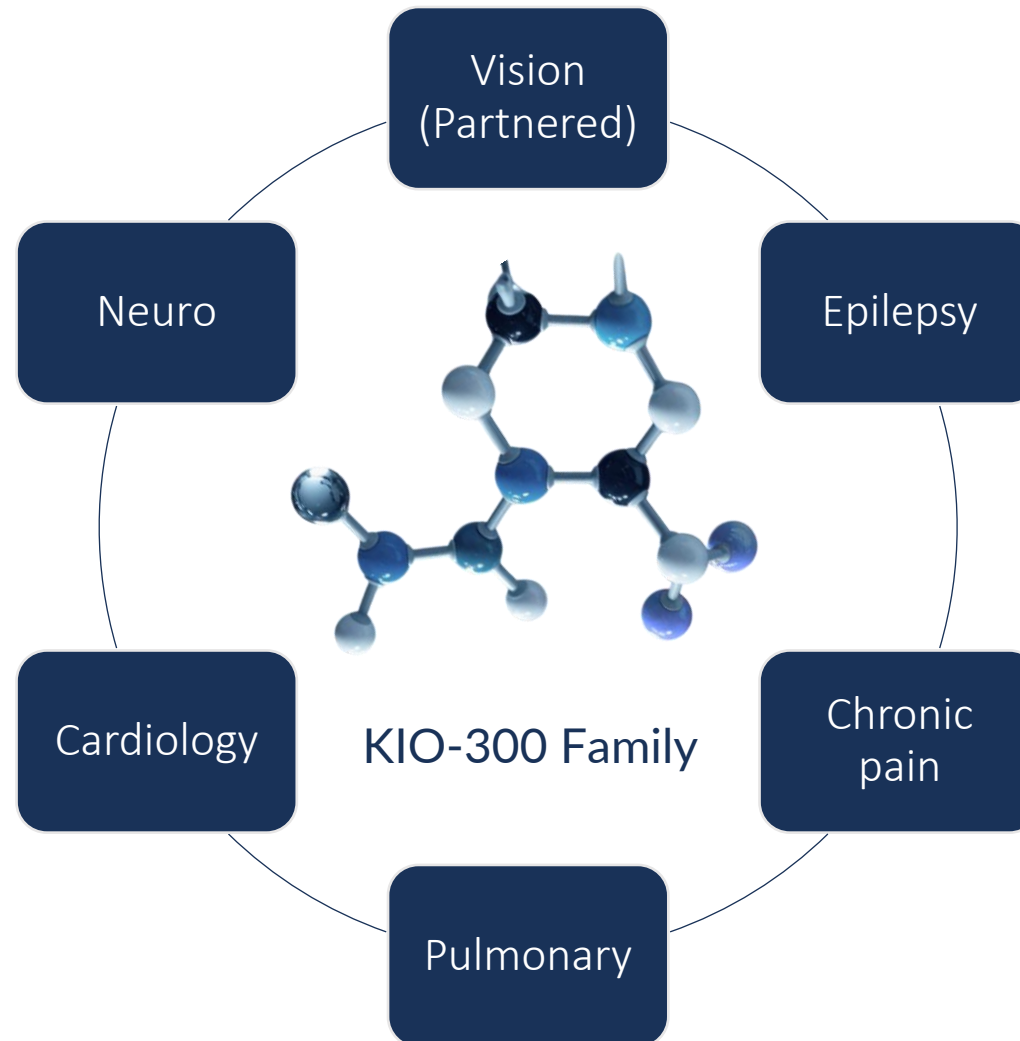 Vision
(Partnered)
Neuro
Epilepsy
Cardiology
KIO-300 Family
Chronic
pain
Pulmonary